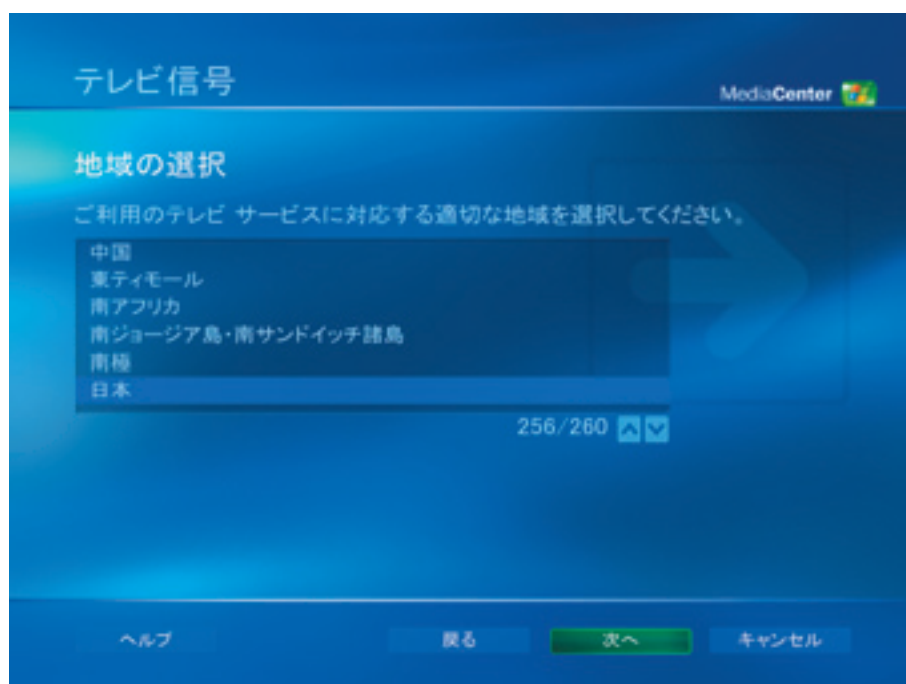 テレビ信号
MediaCenter
地域の選択
ご利用のテレビ サービスに対応する適切な地域を選択してください。
中国
東ティモール
南アフリカ
南ジョージア島・南サンドイッチ諸島
南極
日本
256/260
ヘルプ
戻る
次へ
キャンセル